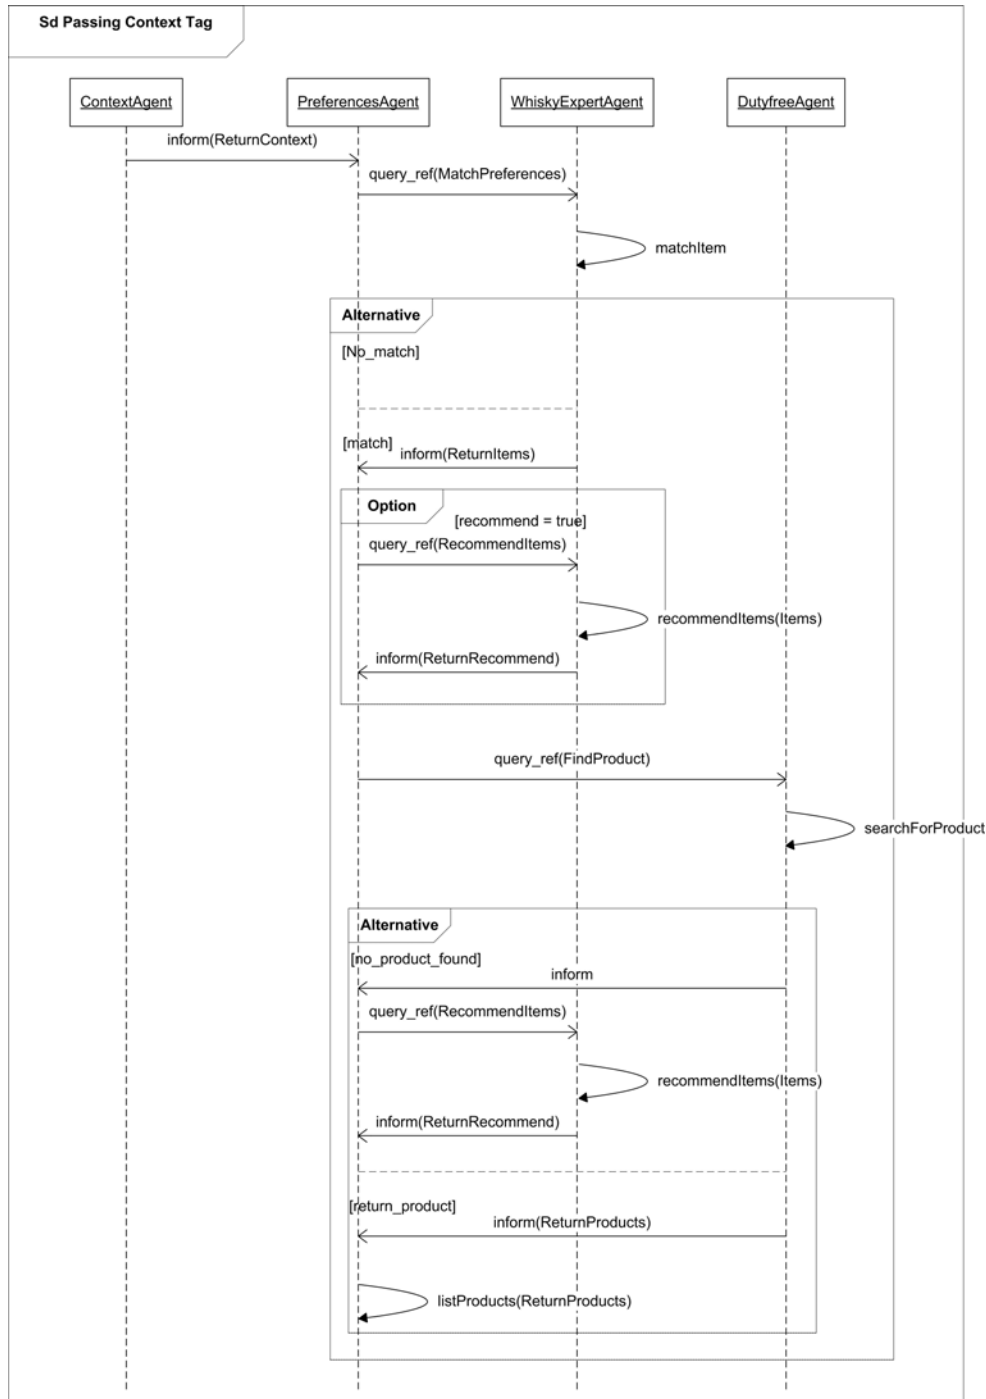 Sd Passing Context Tag
ContextAgent
PreferencesAgent
WhiskyExpertAgent
DutyfreeAgent
inform(ReturnContext)
query_ref(MatchPreferences)
matchItem
Alternative
[No_match]
[match]
inform(ReturnItems)
Option
[recommend = true]
query_ref(RecommendItems)
recommendItems(Items)
inform(ReturnRecommend)
query_ref(FindProduct)
searchForProduct
Alternative
[no_product_found]
inform
query_ref(RecommendItems)
recommendItems(Items)
inform(ReturnRecommend)
[return_product]
inform(ReturnProducts)
listProducts(ReturnProducts)